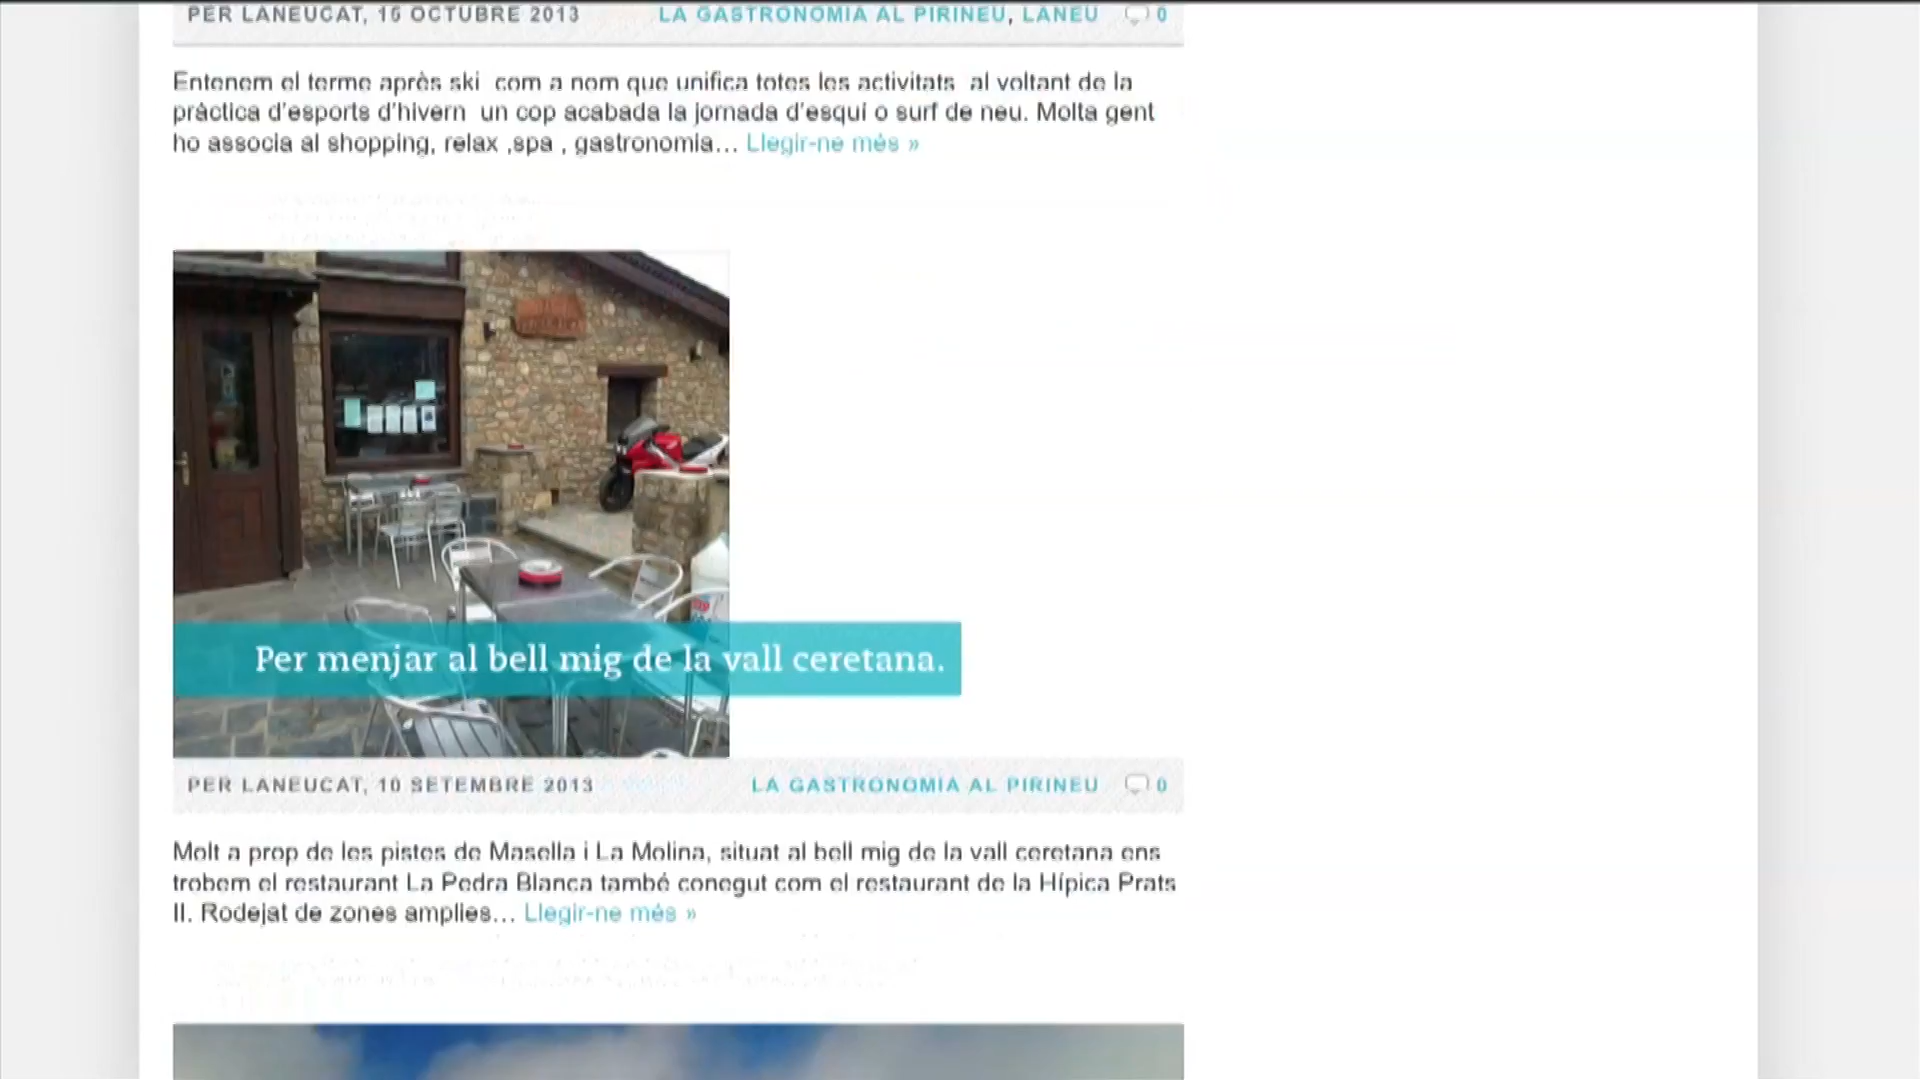 PER LANEUCAT, 16 OCTUBRE 2013 LA GASTRONOMIA AL PIRINEU, LANEU 0
Entenem el terme après ski com a nom que unifica totes les activitats al voltant de la
pràctica d'esports d'hivern un cop acabada la jornada d'esquí o surf de neu. Molta gent
ho associa al shopping, relax ,spa , gastronomia... Llegir-ne més »
Per menjar al bell mig de la vall ceretana.
PER LANEUCAT, 10 SETEMBRE 2013 LA GASTRONOMIA AL PIRINEU 0
Molt a prop de les pistes de Masella i La Molina, situat al bell mig de la vall ceretana ens
trobem el restaurant La Pedra Blanca també conegut com el restaurant de la Hípica Prats
II. Rodejat de zones amplies... Llegir-ne més »